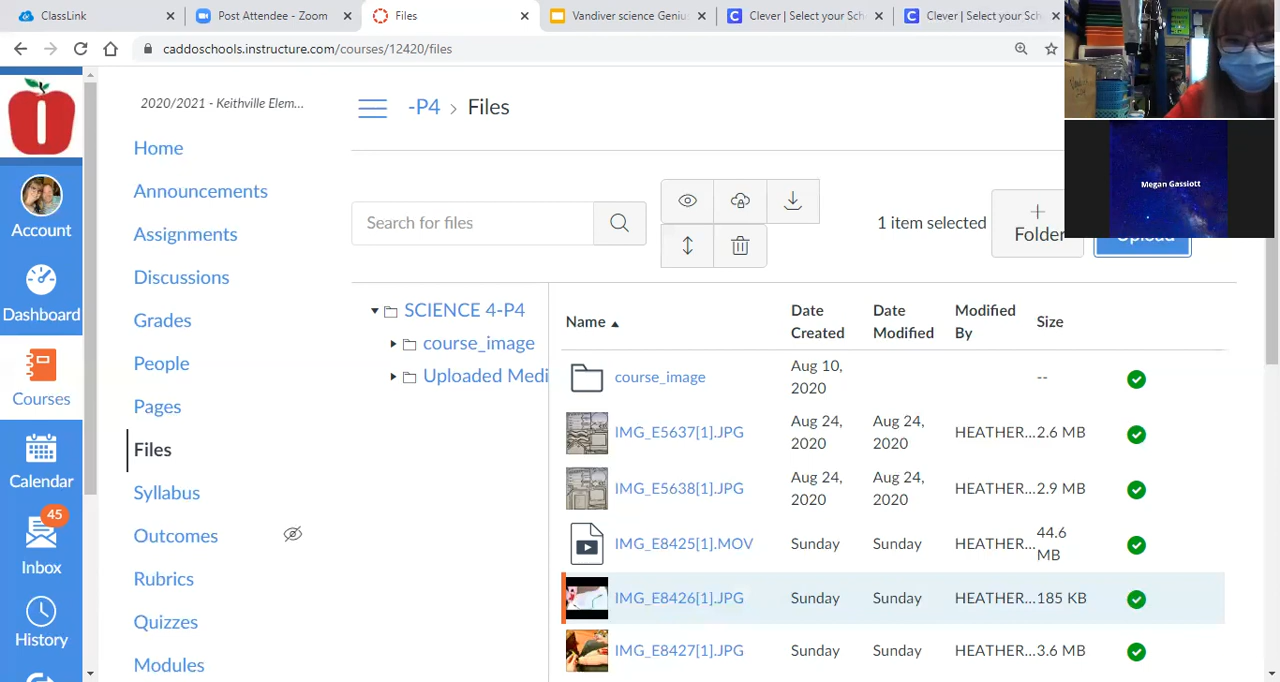 ClassLink
Post Attendee - Zoom
Files
Vandiver science Genius
Clever | Select your Sch
Clever | Select your Sch
caddoschools.instructure.com/courses/12420/files
2020/2021 - Keithville Elem...
-P4 > Files
Account
Dashboard
Courses
Calendar
45
Inbox
History
Home
Announcements
Assignments
Discussions
Grades
People
Pages
Files
Syllabus
Outcomes
Rubrics
Quizzes
Modules
Search for files
1 item selected
+
Folder
Upload
Megan Gassiott
SCIENCE 4-P4
course_image
Uploaded Medi
Name
Date Created
Date Modified
Modified By
Size
course_image Aug 10, 2020 --
IMG_E5637[1].JPG Aug 24, 2020 Aug 24, 2020 HEATHER... 2.6 MB
IMG_E5638[1].JPG Aug 24, 2020 Aug 24, 2020 HEATHER... 2.9 MB
IMG_E8425[1].MOV Sunday Sunday HEATHER... 44.6 MB
IMG_E8426[1].JPG Sunday Sunday HEATHER... 185 KB
IMG_E8427[1].JPG Sunday Sunday HEATHER... 3.6 MB